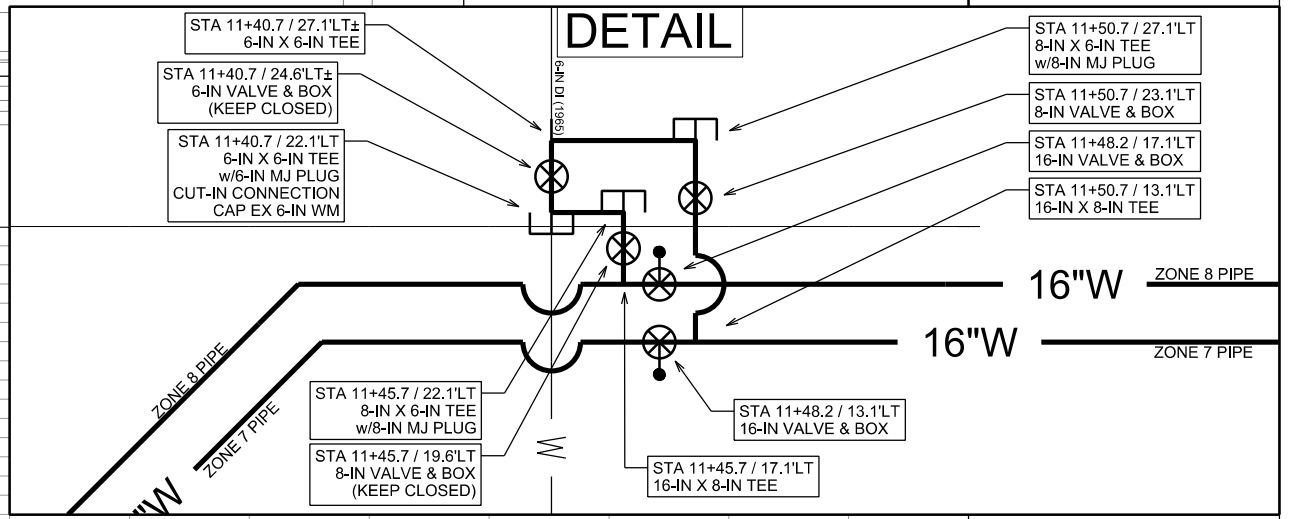 DETAIL
STA 11+40.7 / 27.1'LT±
6-IN X 6-IN TEE
STA 11+40.7 / 24.6'LT±
6-IN VALVE & BOX
(KEEP CLOSED)
STA 11+40.7 / 22.1'LT
6-IN X 6-IN TEE
w/6-IN MJ PLUG
CUT-IN CONNECTION
CAP EX 6-IN WM
6-IN DI (1965)
STA 11+50.7 / 27.1'LT
8-IN X 6-IN TEE
w/8-IN MJ PLUG
STA 11+50.7 / 23.1'LT
8-IN VALVE & BOX
STA 11+48.2 / 17.1'LT
16-IN VALVE & BOX
STA 11+50.7 / 13.1'LT
16-IN X 8-IN TEE
16"W
ZONE 8 PIPE
16"W
ZONE 7 PIPE
ZONE 8 PIPE
ZONE 7 PIPE
"W
STA 11+45.7 / 22.1'LT
8-IN X 6-IN TEE
w/8-IN MJ PLUG
STA 11+45.7 / 19.6'LT
8-IN VALVE & BOX
(KEEP CLOSED)
W
STA 11+48.2 / 13.1'LT
16-IN VALVE & BOX
STA 11+45.7 / 17.1'LT
16-IN X 8-IN TEE